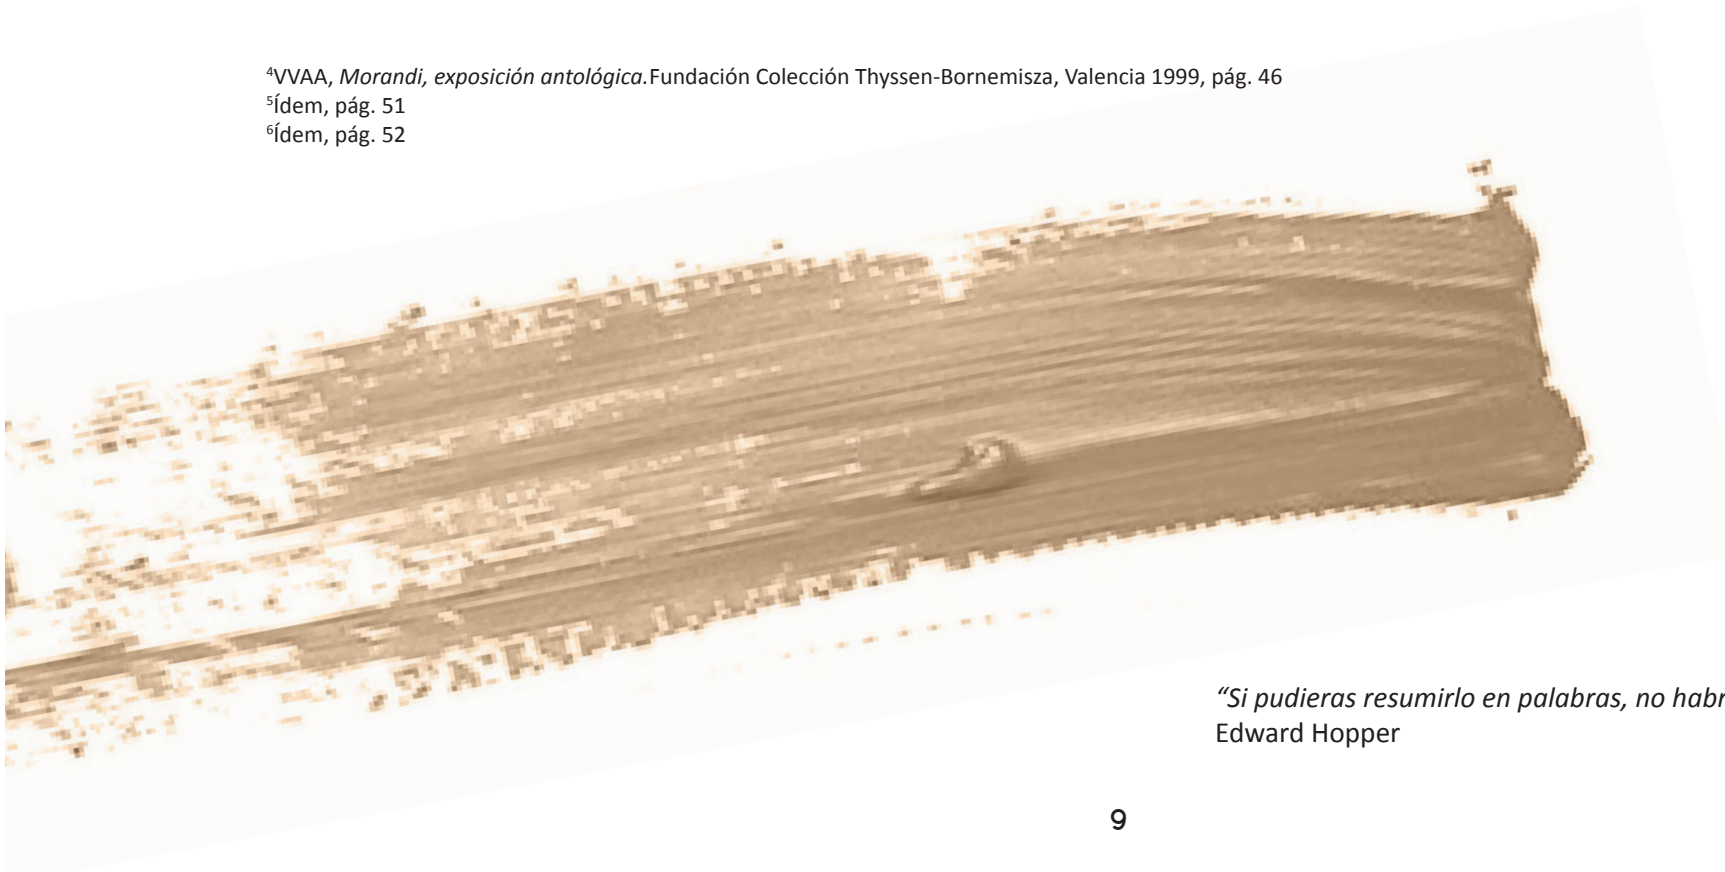 ⁴VVAA, Morandi, exposición antológica.Fundación Colección Thyssen-Bornemisza, Valencia 1999, pág. 46
⁵Ídem, pág. 51
⁶Ídem, pág. 52
“Si pudieras resumirlo en palabras, no
Edward Hopper
9